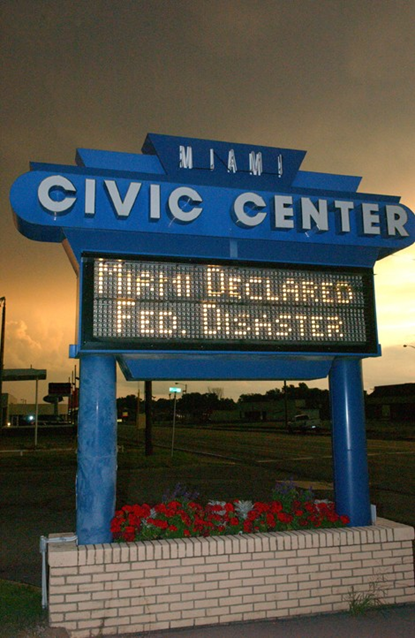 MIAMI
CIVIC CENTER
MIAMI DECLARED
FED. DISASTER